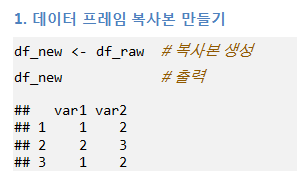 1. 데이터 프레임 복사본 만들기
df_new <- df_raw # 복사본 생성
df_new # 출력
## var1 var2
## 1 1 2
## 2 2 3
## 3 1 2